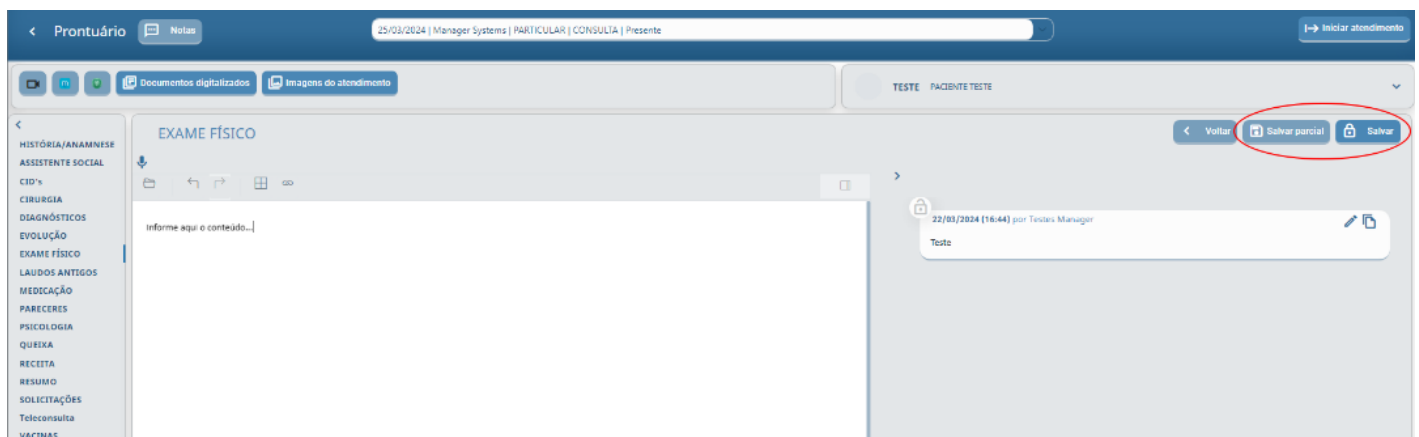 Prontuário
Notas
25/03/2024 | Manager Systems | PARTICULAR | CONSULTA | Presente
Iniciar atendimento
Documentos digitalizados
Imagens do atendimento
TESTE PACIENTE TESTE
HISTÓRIA/ANAMNESE
ASSISTENTE SOCIAL
CID's
CIRURGIA
DIAGNÓSTICOS
EVOLUÇÃO
EXAME FÍSICO
LAUDOS ANTIGOS
MEDICAÇÃO
PARECERES
PSICOLOGIA
QUEIXA
RECEITA
RESUMO
SOLICITAÇÕES
Teleconsulta
VACINAS
EXAME FÍSICO
Voltar
Salvar parcial
Salvar
Informe aqui o conteúdo...
22/03/2024 (16:44) por Testes Manager
Teste